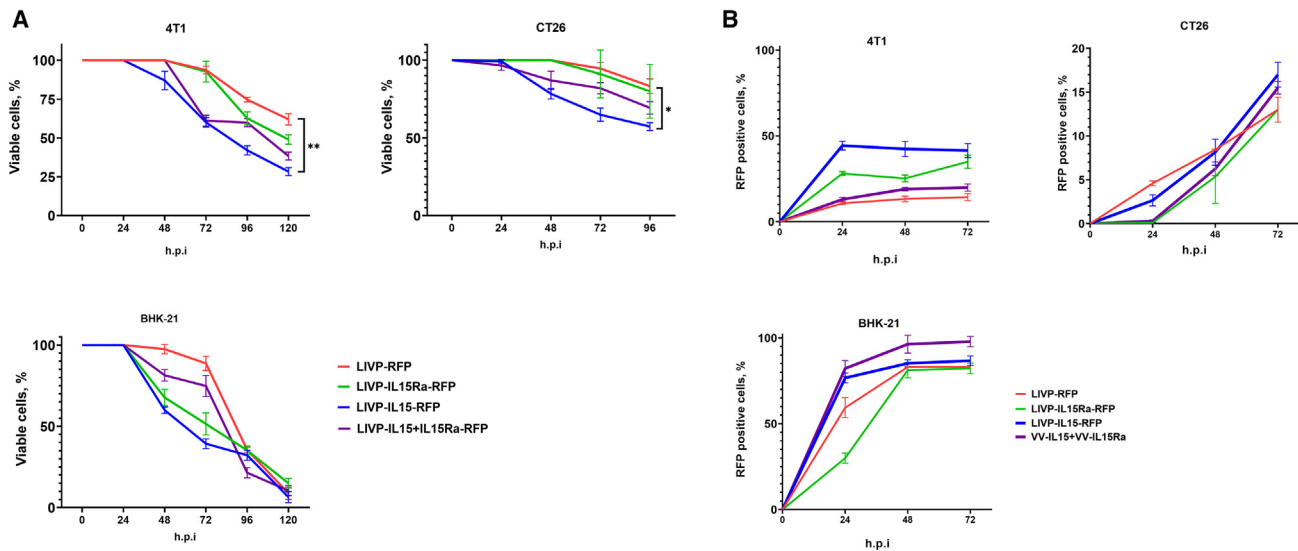 A
4T1
Viable cells, %
100
75
50
25
0
0 24 48 72 96 120
h.p.i
**
CT26
Viable cells, %
100
75
50
25
0
0 24 48 72 96
h.p.i
*
BHK-21
Viable cells, %
100
50
0
0 24 48 72 96 120
h.p.i
LIVP-RFP
LIVP-IL15Ra-RFP
LIVP-IL15-RFP
LIVP-IL15+IL15Ra-RFP
B
4T1
RFP positive cells, %
100
50
0
0 24 48 72
h.p.i
CT26
RFP positive cells, %
20
15
10
5
0
0 24 48 72
h.p.i
BHK-21
RFP positive cells, %
100
50
0
0 24 48 72
h.p.i
LIVP-RFP
LIVP-IL15Ra-RFP
LIVP-IL15-RFP
VV-IL15+VV-IL15Ra